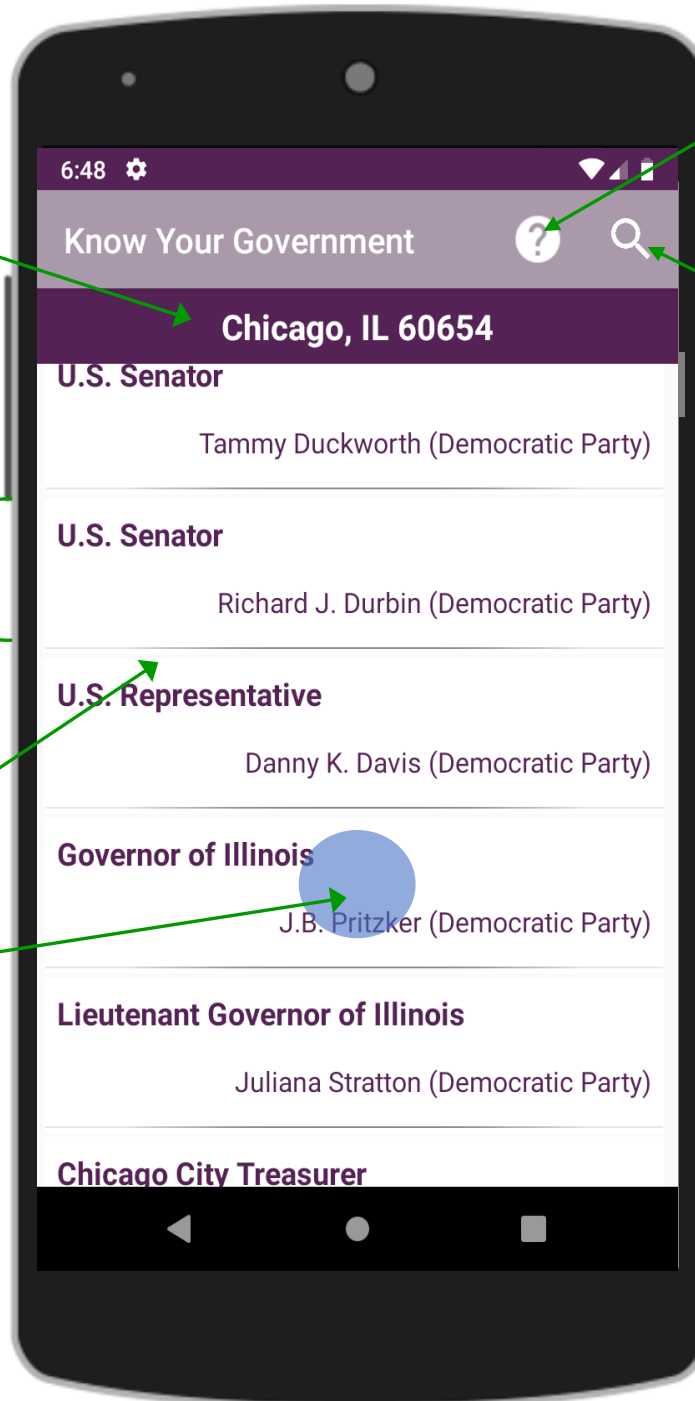 6:48
Know Your Government
?
Chicago, IL 60654
U.S. Senator
Tammy Duckworth (Democratic Party)
U.S. Senator
Richard J. Durbin (Democratic Party)
U.S. Representative
Danny K. Davis (Democratic Party)
Governor of Illinois
J.B. Pritzker (Democratic Party)
Lieutenant Governor of Illinois
Juliana Stratton (Democratic Party)
Chicago City Treasurer